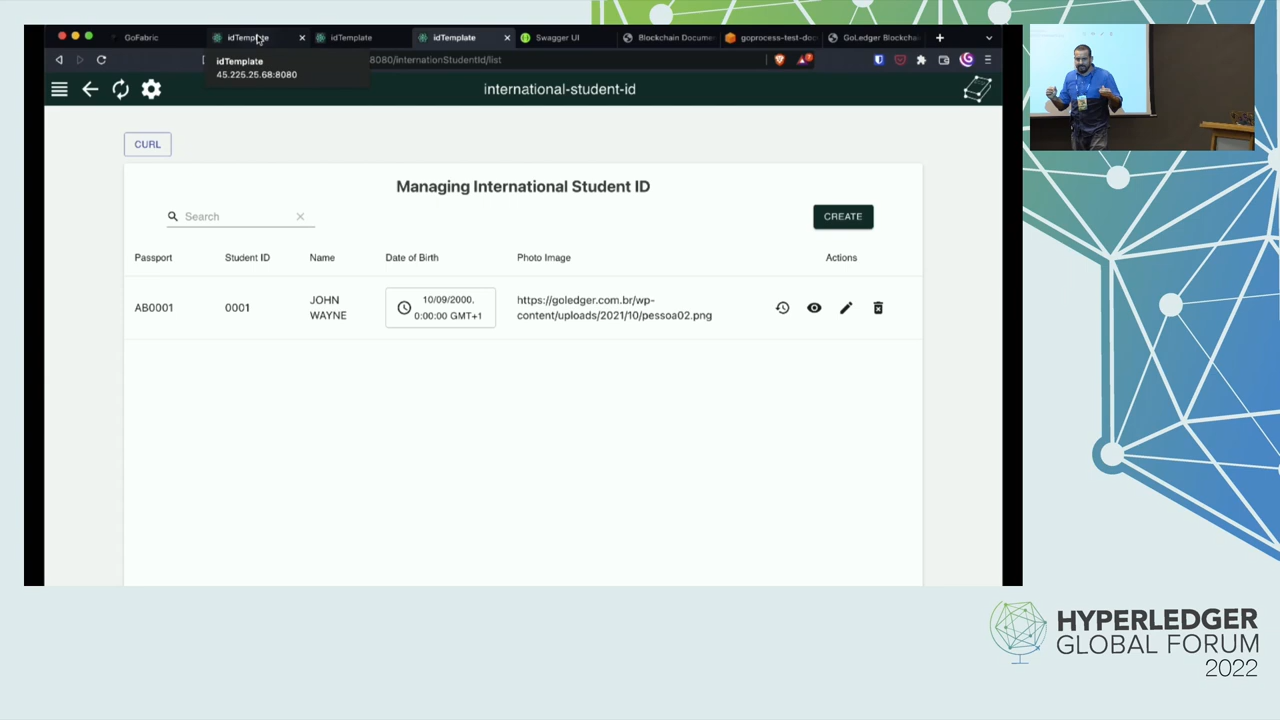 GoFabric
idTemplate
idTemplate
idTemplate
Swagger UI
Blockchain Docume
goprocess-test-doc
GoLedger Blockcha
idTemplate
45.225.25.68:8080
8080/internationStudentId/list
international-student-id
CURL
Managing International Student ID
Search
CREATE
Passport Student ID Name Date of Birth Photo Image Actions
AB0001
0001
JOHN
WAYNE
10/09/2000,
0:00:00 GMT+1
https://goledger.com.br/wp-
content/uploads/2021/10/pessoa02.png
HYPERLEDGER
GLOBAL FORUM
2022